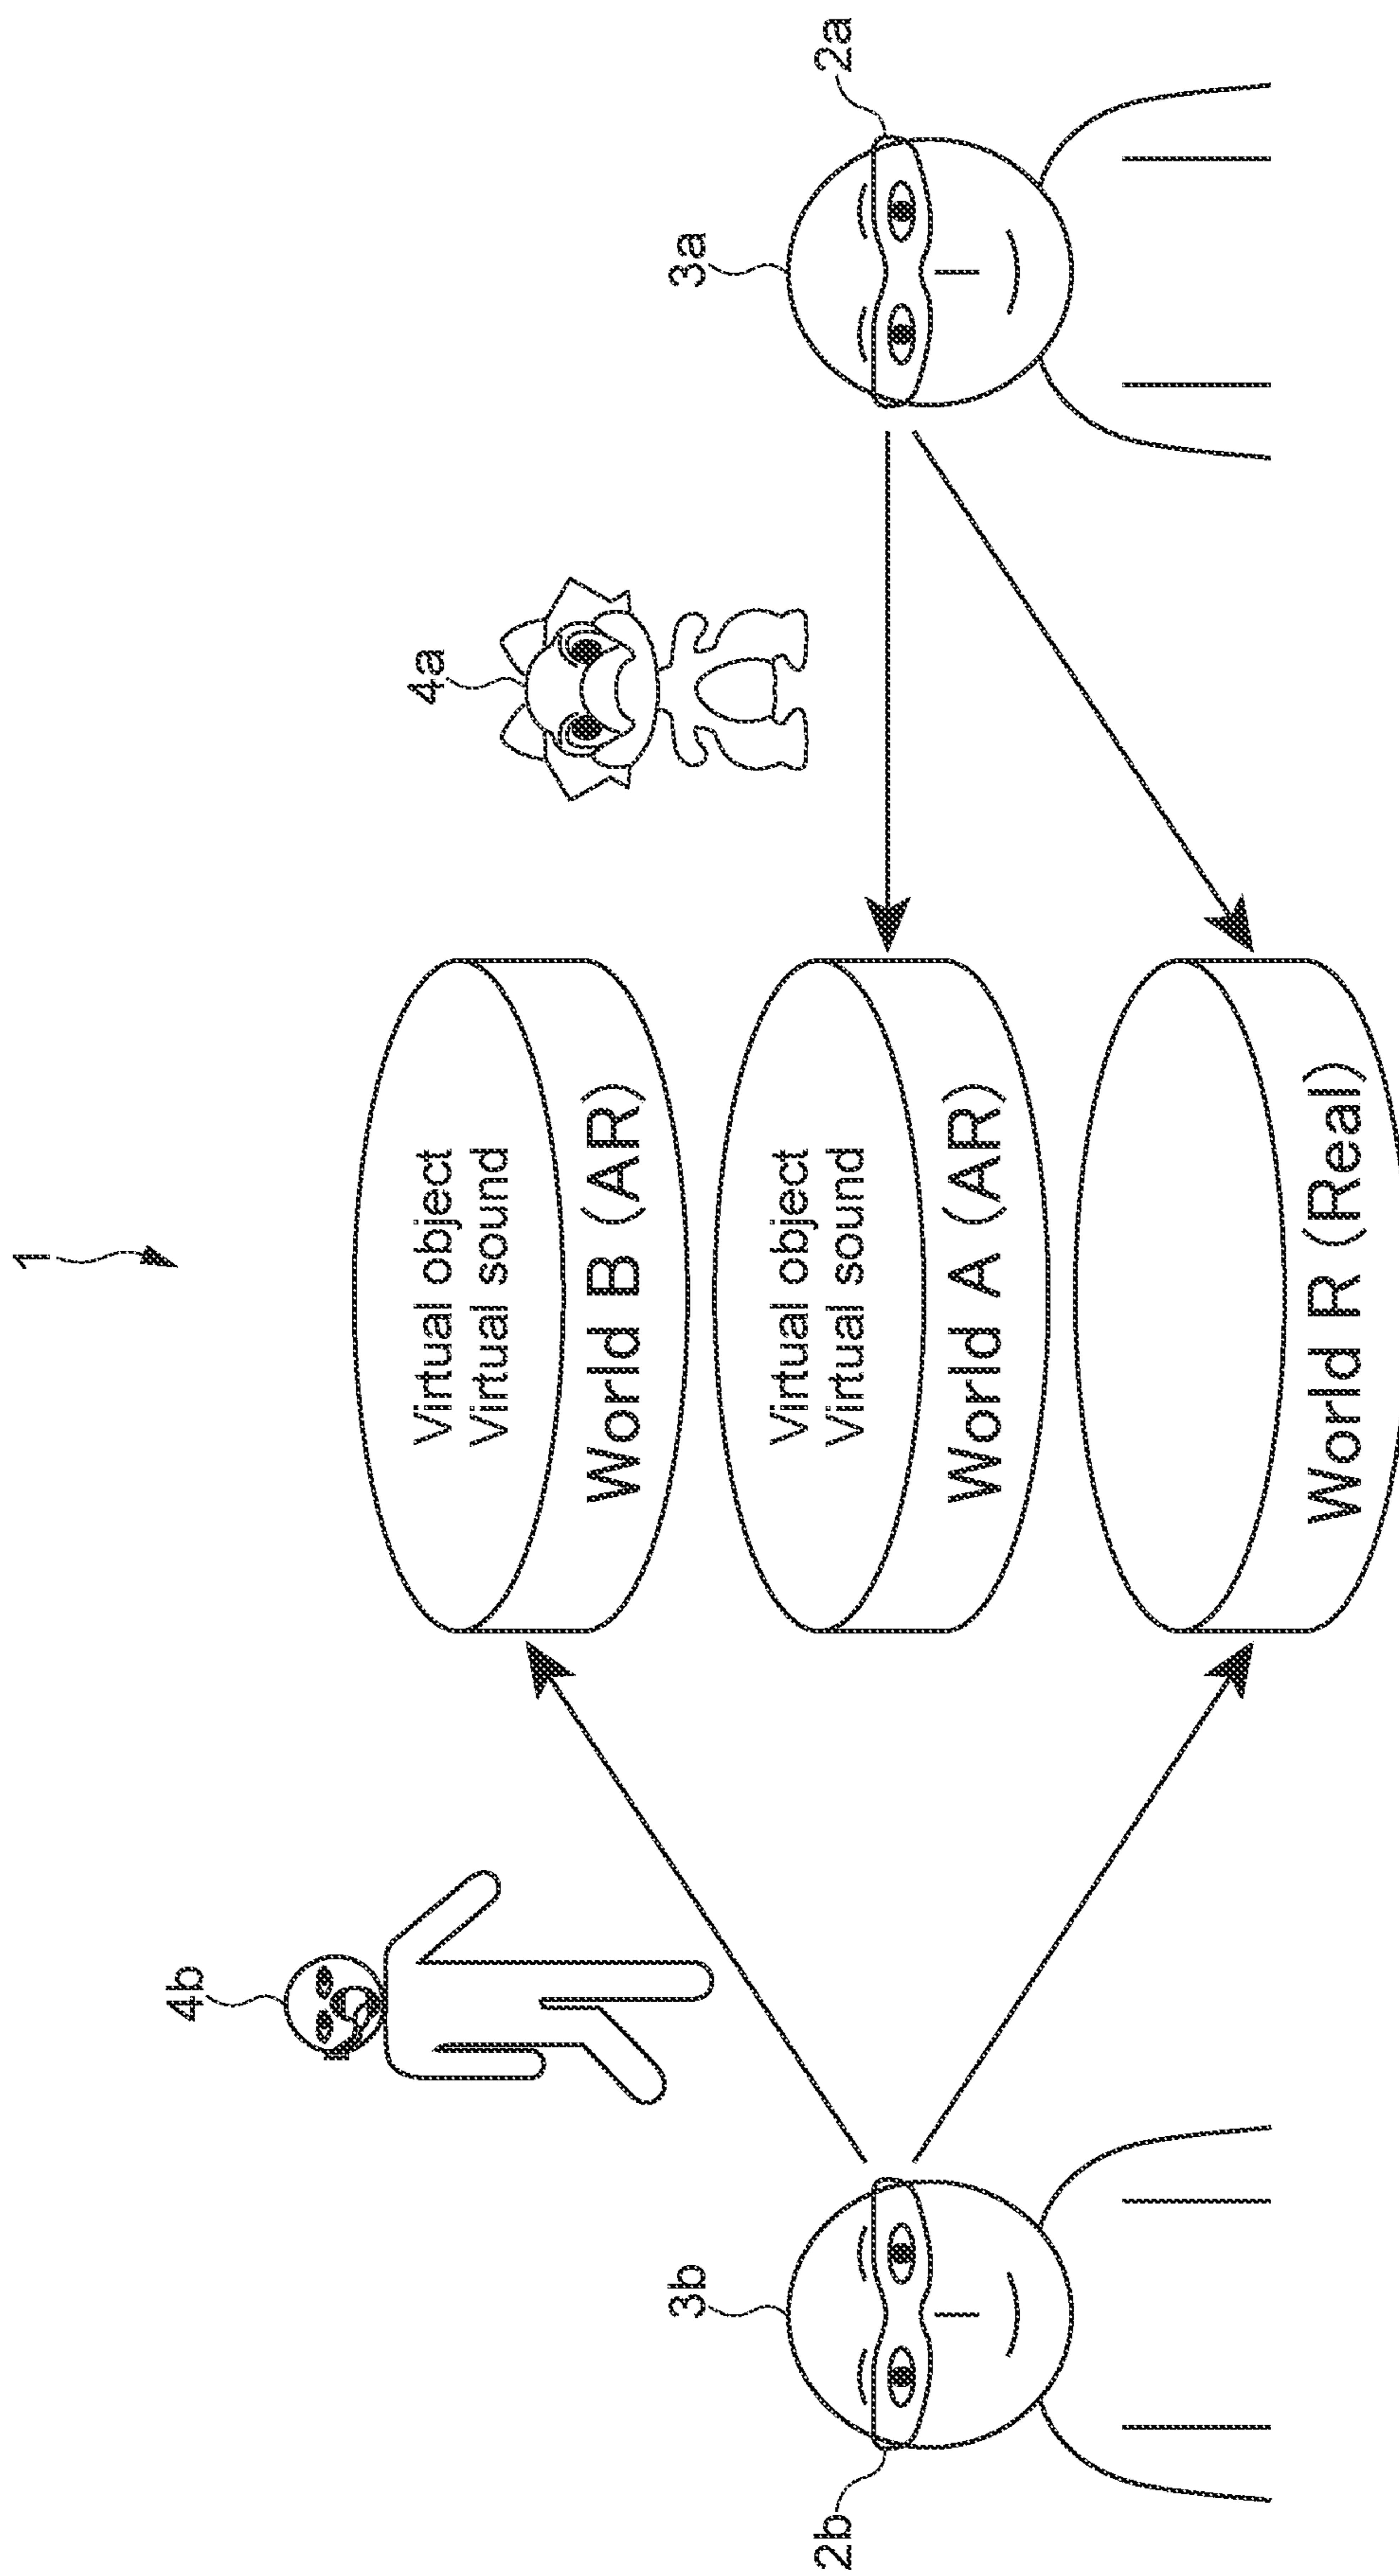 1
4b
4a
3b
3a
2b
2a
Virtual object
Virtual sound
World B (AR)
Virtual object
Virtual sound
World A (AR)
World R (Real)